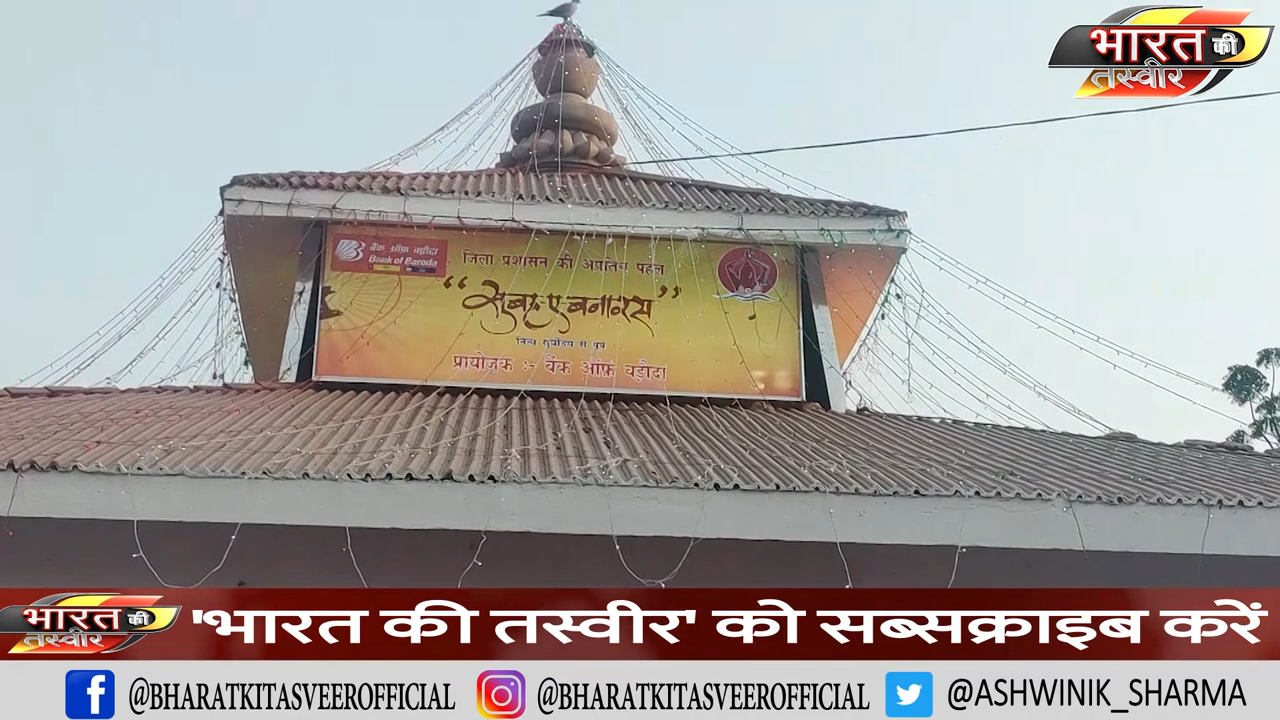 भारत की
तस्वीर
बैंक ऑफ़ बड़ौदा
Bank of Baroda
जिला प्रशासन की अप्रतिम पहल
“सुबह-ए-बनारस”
नित्य सूर्योदय से पूर्व
प्रायोजक :- बैंक ऑफ़ बड़ौदा
भारत की
तस्वीर
'भारत की तस्वीर' को सब्सक्राइब करें
@BHARATKITASVEEROFFICIAL
@BHARATKITASVEEROFFICIAL
@ASHWINIK_SHARMA